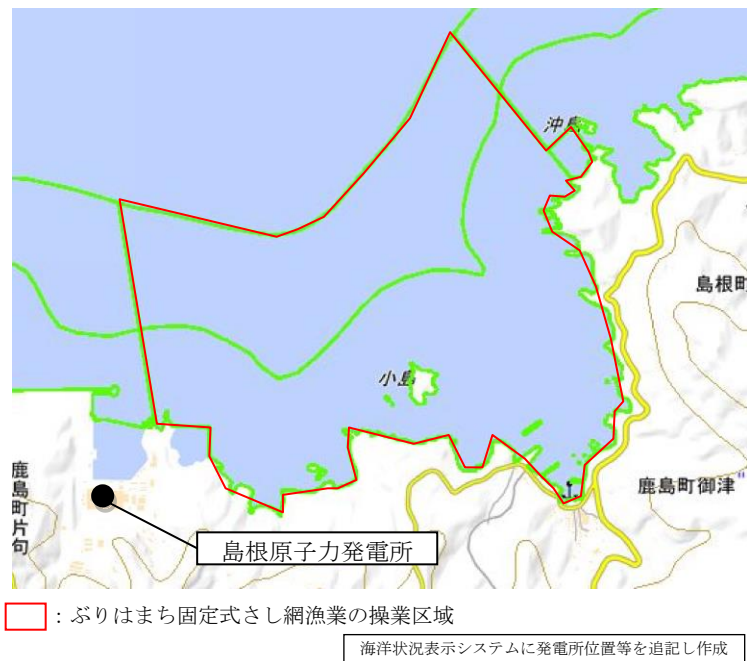 沖島
島根町
小島
鹿島町片句
鹿島町御津
島根原子力発電所
：ぶりはまち固定式さし網漁業の操業区域
海洋状況表示システムに発電所位置等を追記し作成